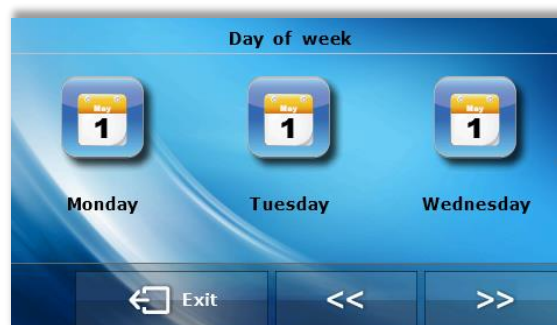 Day of week
May May May
1 1 1
Monday Tuesday Wednesday
Exit << >>